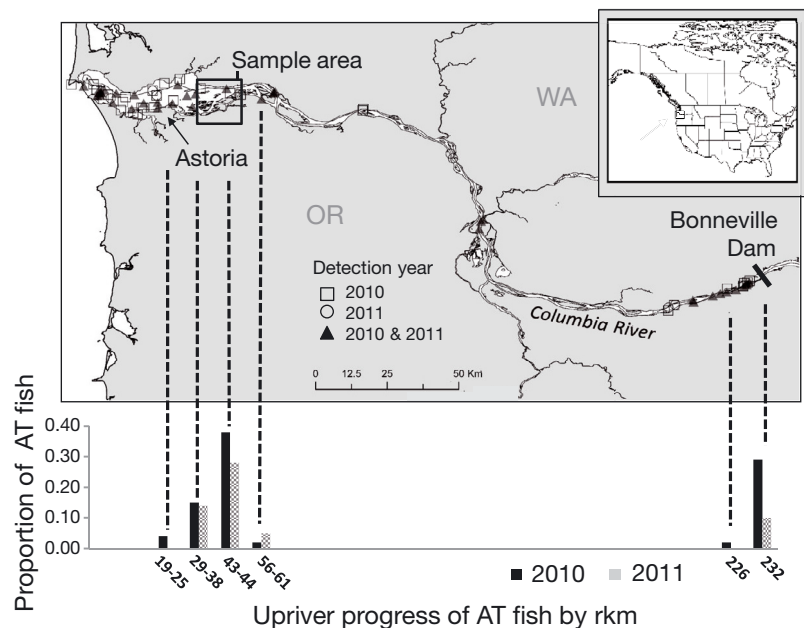 Sample area
WA
Astoria
OR
Bonneville
Dam
Detection year
2010
2011
2010 & 2011
Columbia River
0 12.5 25 50 Km
Proportion of AT fish
0.40
0.30
0.20
0.10
0.00
19-25
29-38
43-44
56-61
226
232
2010
2011
Upriver progress of AT fish by rkm